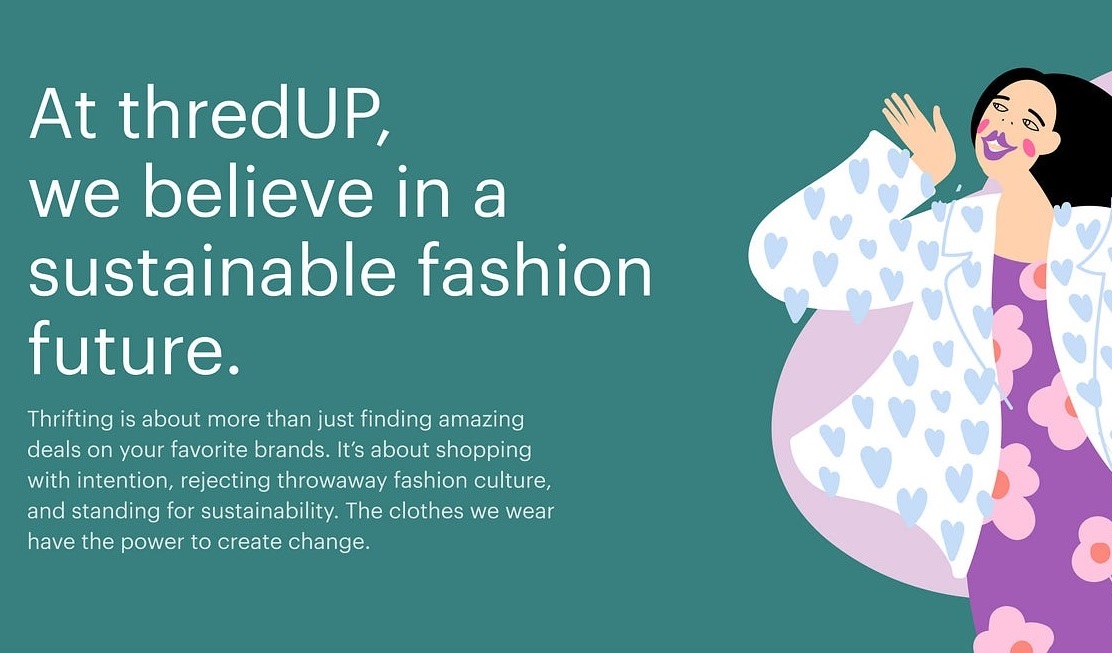 At thredUP,
we believe in a
sustainable fashion
future.
Thrifting is about more than just finding amazing
deals on your favorite brands. It’s about shopping
with intention, rejecting throwaway fashion culture,
and standing for sustainability. The clothes we wear
have the power to create change.